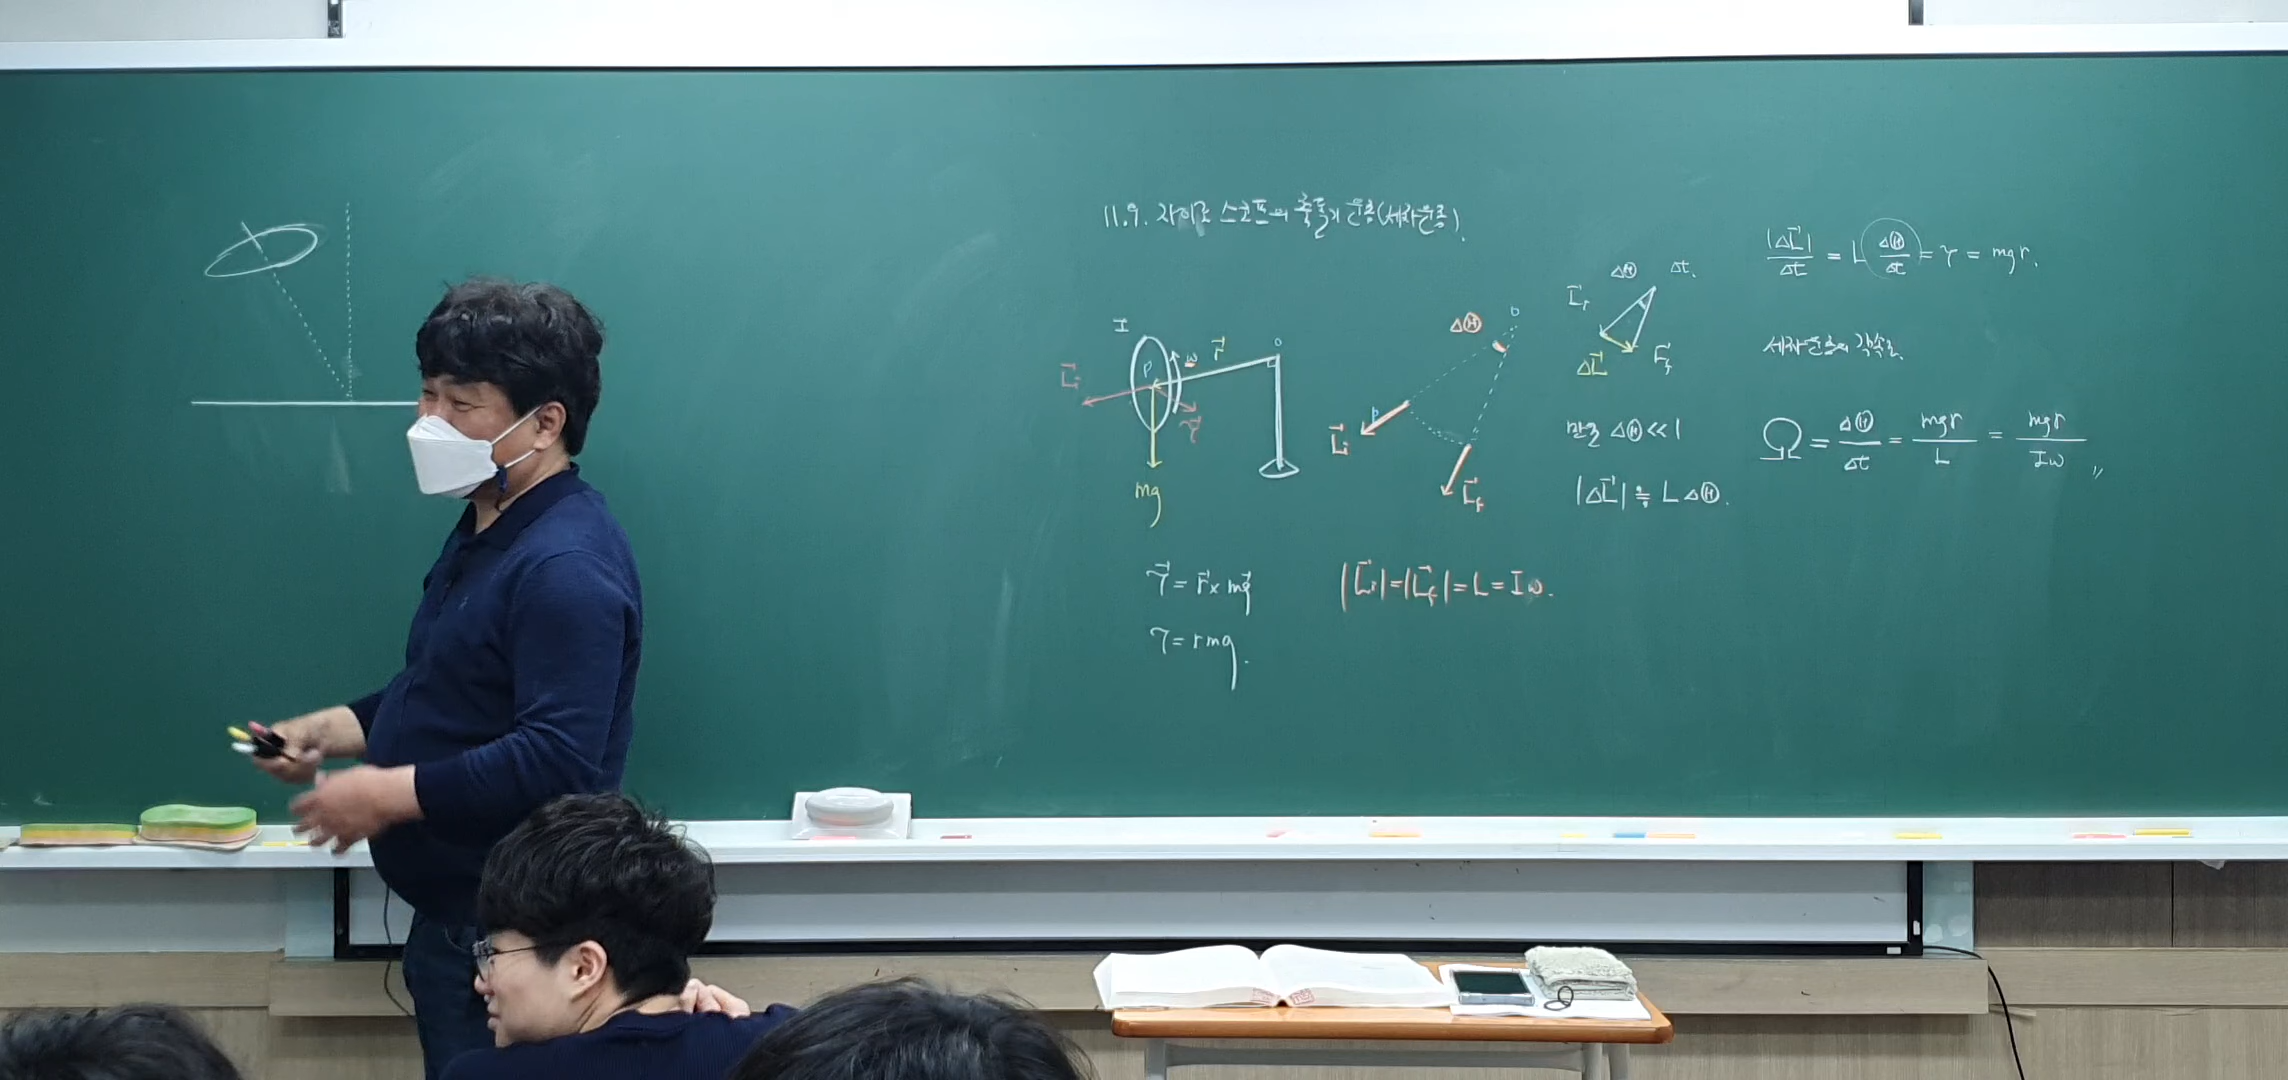 11.9. 자이로 스코프의 축돌기 운동(세차운동).
I
P
ω
r⃗
O
L⃗i
τ⃗
mg
τ⃗ = r⃗ × mg⃗
τ = rmg.
ΔΘ
O
P
L⃗i
L⃗f
|L⃗i| = |L⃗f| = L = Iω.
ΔΘ Δt.
L⃗i
ΔL⃗
L⃗f
만일 ΔΘ << 1
|ΔL⃗| ≒ L ΔΘ.
|ΔL⃗| / Δt = L ΔΘ / Δt = τ = mgr.
세차운동의 각속도
Ω = ΔΘ / Δt = mgr / L = mgr / Iω 〃